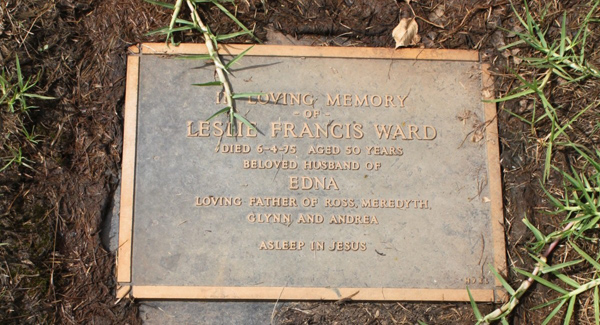 IN LOVING MEMORY
- OF -
LESLIE FRANCIS WARD
DIED 6-4-75 AGED 50 YEARS
BELOVED HUSBAND OF
EDNA
LOVING FATHER OF ROSS, MEREDYTH,
GLYNN AND ANDREA
ASLEEP IN JESUS